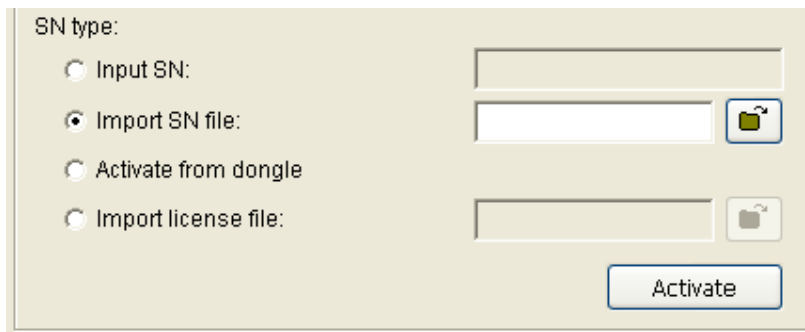 SN type:
Input SN:
Import SN file:
Activate from dongle
Import license file:
Activate